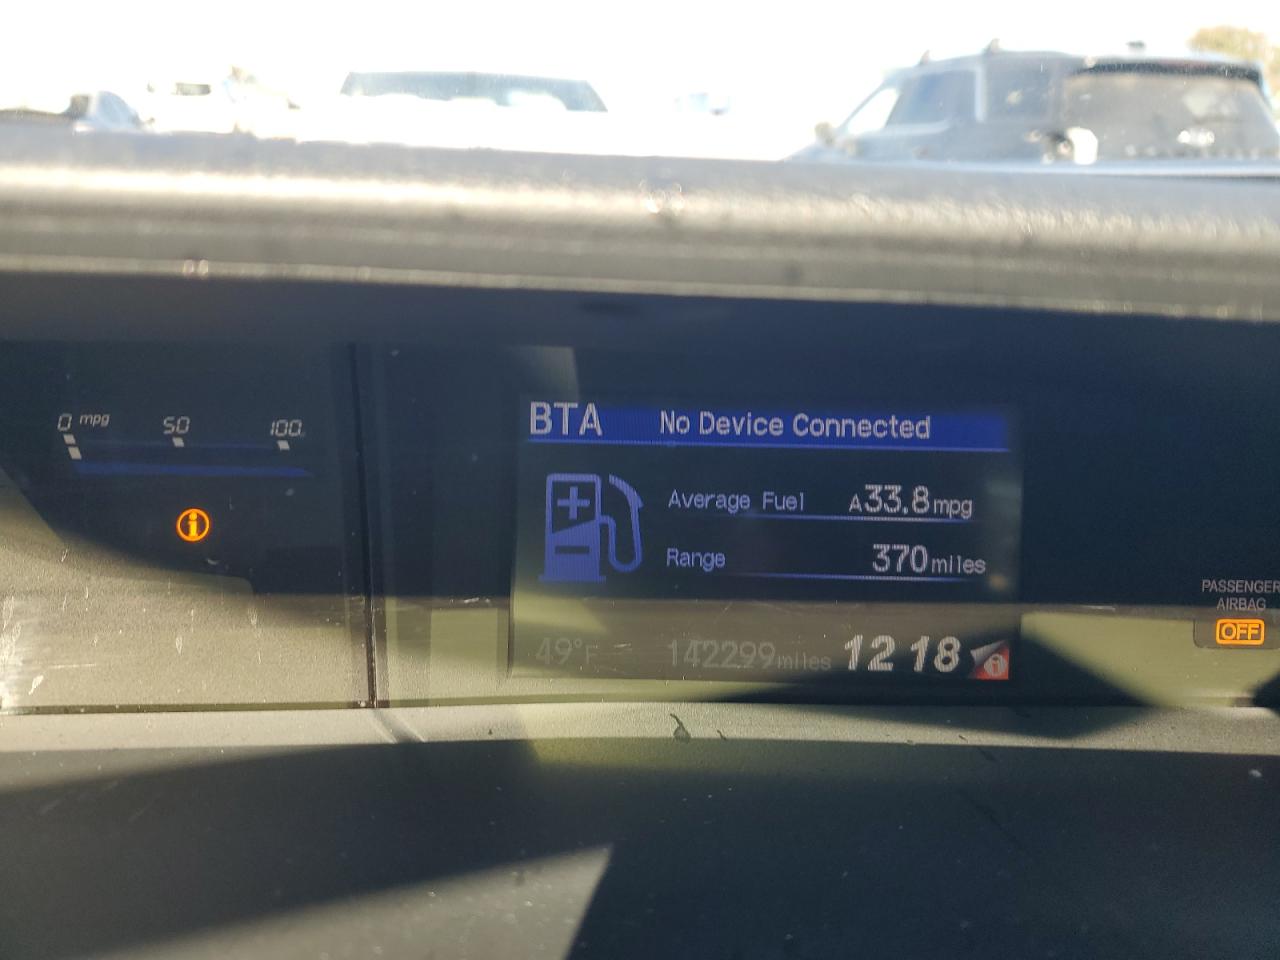 0 mpg 50 100
BTA No Device Connected
Average Fuel A33.8mpg
Range 370miles
PASSENGER
AIRBAG
OFF
49°F 142299miles 12 18